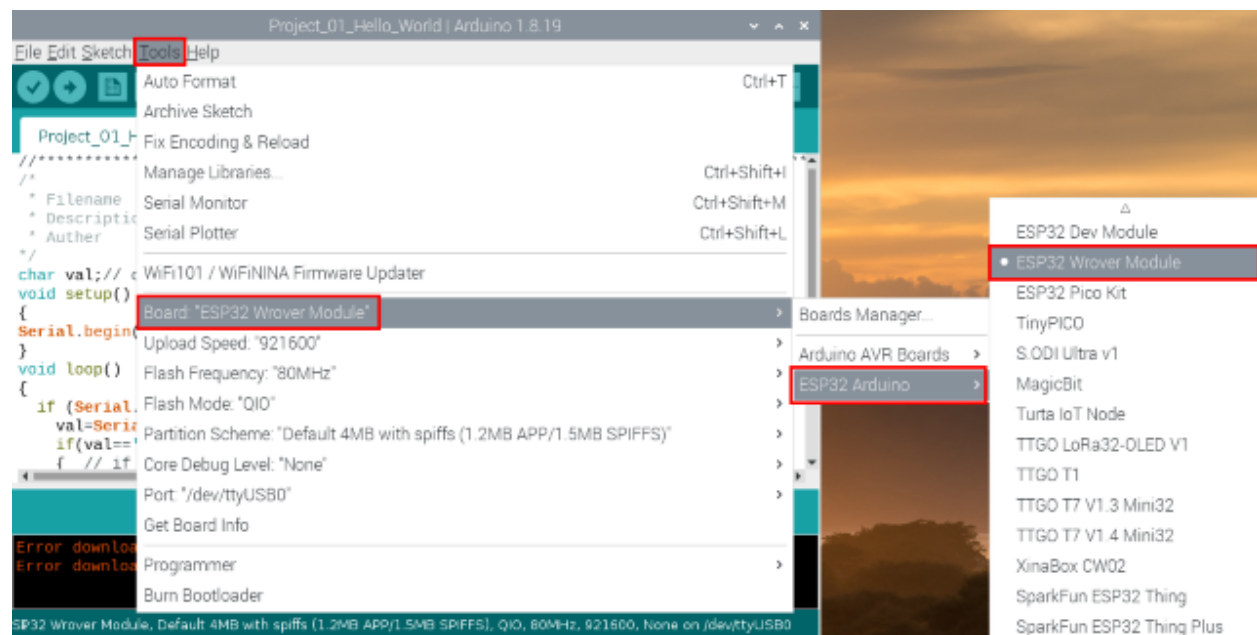 Project_01_Hello_World | Arduino 1.8.19
File Edit Sketch Tools Help
Auto Format Ctrl+T
Archive Sketch
Project_01_H
Fix Encoding & Reload
//***********
/*
Manage Libraries... Ctrl+Shift+I
* Filename
Serial Monitor Ctrl+Shift+M
* Descriptic
* Auther
Serial Plotter Ctrl+Shift+L
*/
char val;// c
WiFi101 / WiFiNINA Firmware Updater
void setup()
{
Board: "ESP32 Wrover Module"
Serial.begin(
}
Upload Speed: "921600"
void loop()
{
Flash Frequency: "80MHz"
if (Serial.
Flash Mode: "QIO"
val=Seria
if(val=='
Partition Scheme: "Default 4MB with spiffs (1.2MB APP/1.5MB SPIFFS)"
{ // if
Core Debug Level: "None"
Port: "/dev/ttyUSB0"
Get Board Info
Error downloa
Error downloa
Programmer
Burn Bootloader
SP32 Wrover Module, Default 4MB with spiffs (1.2MB APP/1.5MB SPIFFS), QIO, 80MHz, 921600, None on /dev/ttyUSB0
Boards Manager...
Arduino AVR Boards
ESP32 Arduino
ESP32 Dev Module
ESP32 Wrover Module
ESP32 Pico Kit
TinyPICO
S.ODI Ultra v1
MagicBit
Turta IoT Node
TTGO LoRa32-OLED V1
TTGO T1
TTGO T7 V1.3 Mini32
TTGO T7 V1.4 Mini32
XinaBox CW02
SparkFun ESP32 Thing
SparkFun ESP32 Thing Plus